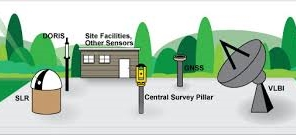 DORIS
Site Facilities,
Other Sensors
GNSS
SLR
Central Survey Pillar
VLBI